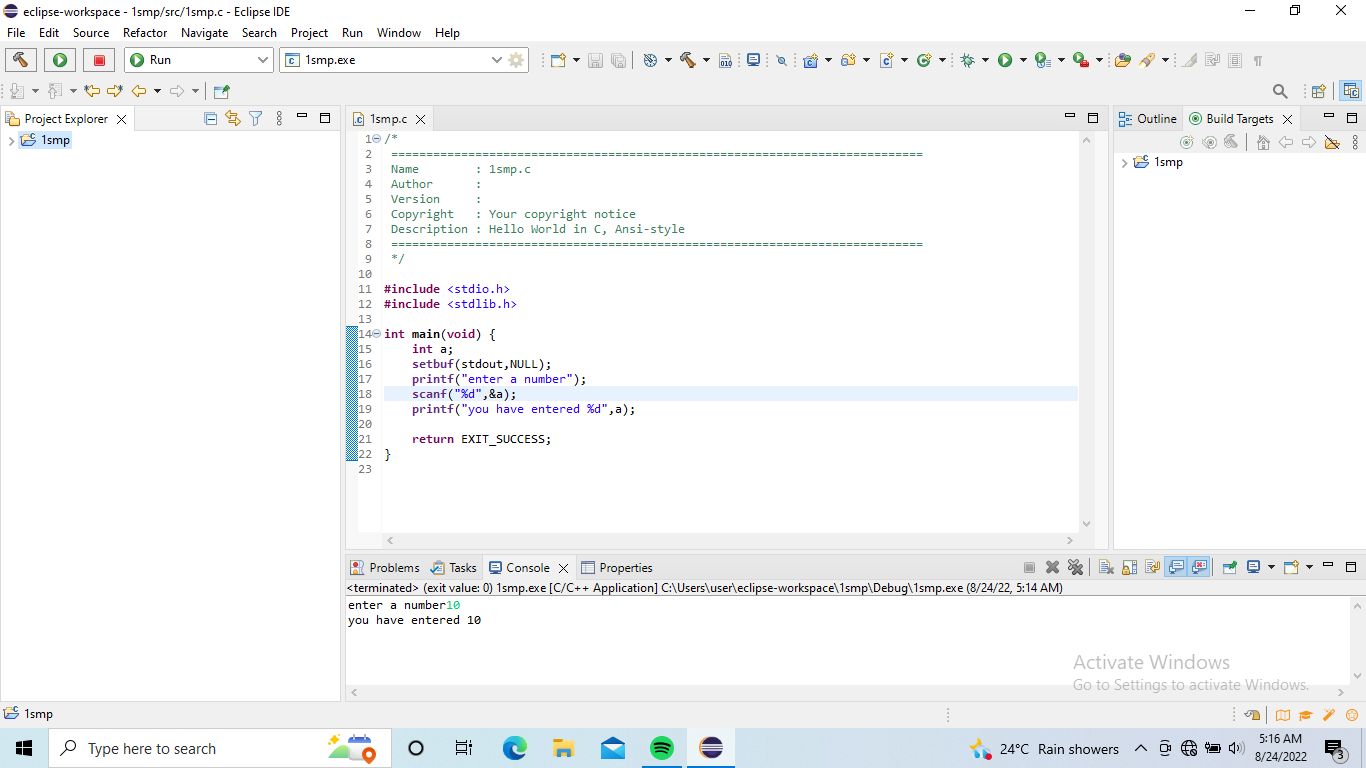 eclipse-workspace - 1smp/src/1smp.c - Eclipse IDE
File Edit Source Refactor Navigate Search Project Run Window Help
Run 1smp.exe
Project Explorer
1smp
1smp.c
1 /*
2 ============================================================================
3 Name        : 1smp.c
4 Author      :
5 Version     :
6 Copyright   : Your copyright notice
7 Description : Hello World in C, Ansi-style
8 ============================================================================
9 */
10
11 #include <stdio.h>
12 #include <stdlib.h>
13
14 int main(void) {
15     int a;
16     setbuf(stdout,NULL);
17     printf("enter a number");
18     scanf("%d",&a);
19     printf("you have entered %d",a);
20
21     return EXIT_SUCCESS;
22 }
23
Outline Build Targets
1smp
Problems Tasks Console Properties
<terminated> (exit value: 0) 1smp.exe [C/C++ Application] C:\Users\user\eclipse-workspace\1smp\Debug\1smp.exe (8/24/22, 5:14 AM)
enter a number10
you have entered 10
Activate Windows
Go to Settings to activate Windows.
1smp
Type here to search
24°C Rain showers
5:16 AM
8/24/2022
3